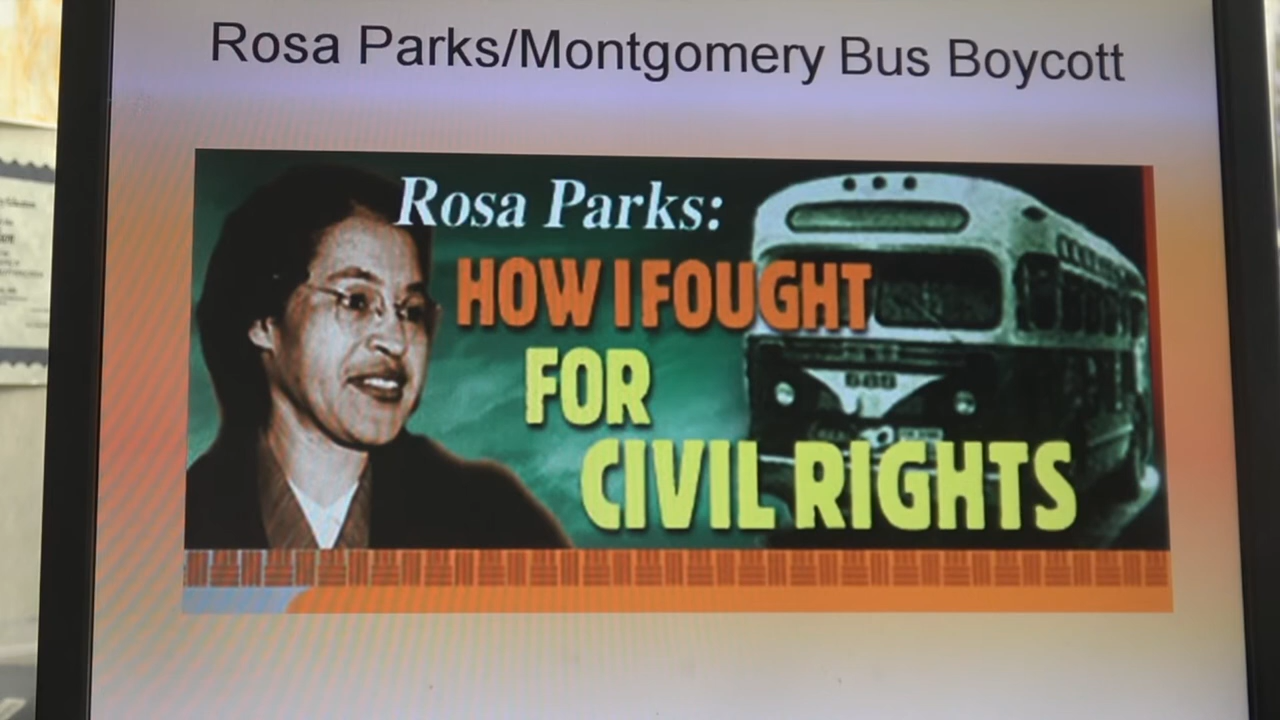 Rosa Parks/Montgomery Bus Boycott
Rosa Parks:
HOW I FOUGHT
FOR
CIVIL RIGHTS